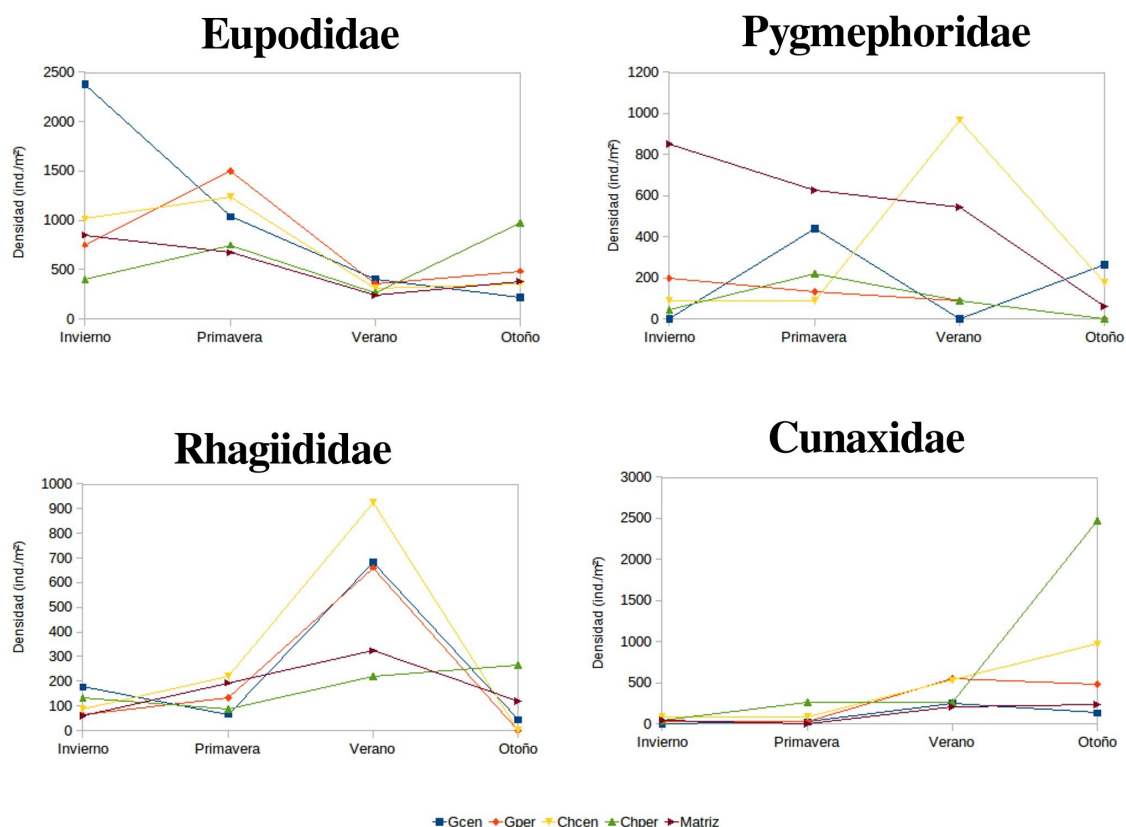 Eupodidae
2500
2000
1500
1000
500
0
Densidad (ind./m²)
Invierno Primavera Verano Otoño
Pygmephoridae
1200
1000
800
600
400
200
0
Densidad (ind./m²)
Invierno Primavera Verano Otoño
Rhagiididae
1000
900
800
700
600
500
400
300
200
100
0
Densidad (ind./m²)
Invierno Primavera Verano Otoño
Cunaxidae
3000
2500
2000
1500
1000
500
0
Densidad (ind./m²)
Invierno Primavera Verano Otoño
Gcen Gper Chcen Chper Matriz